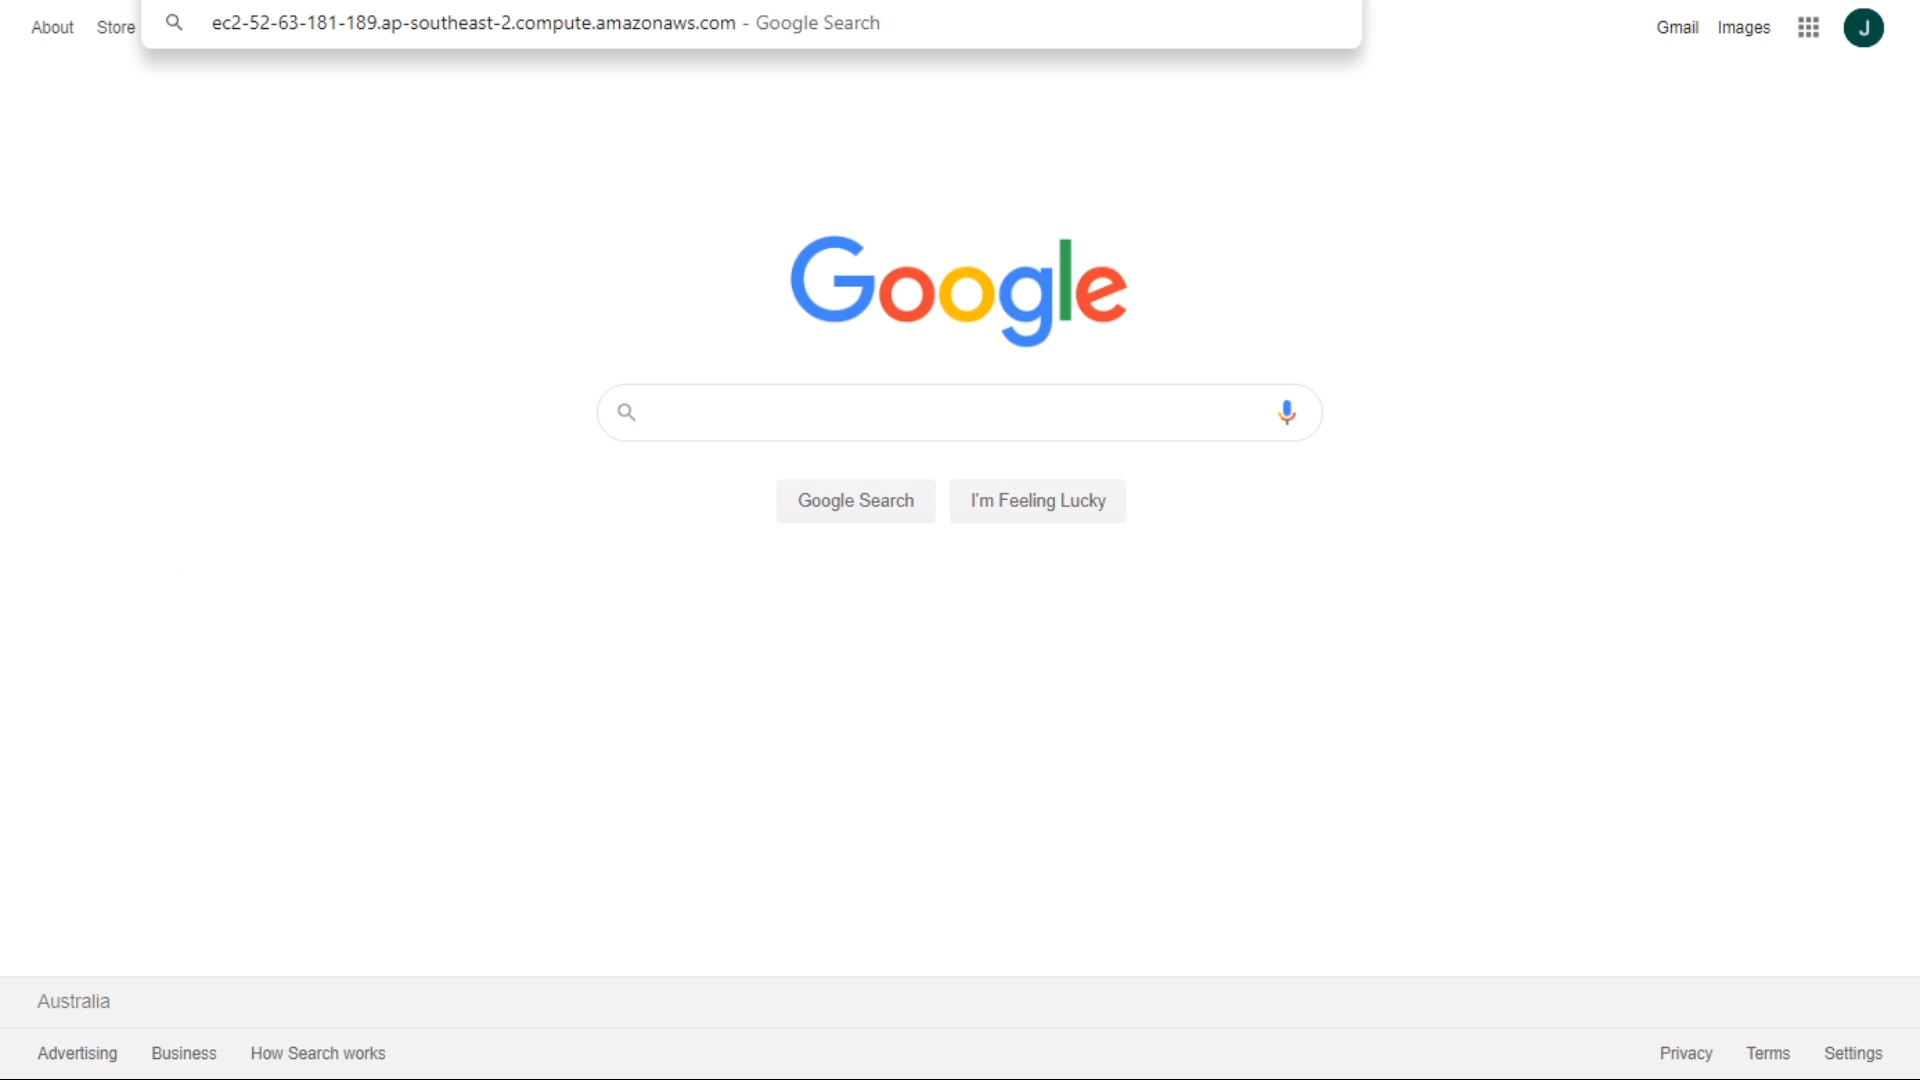 About Store ec2-52-63-181-189.ap-southeast-2.compute.amazonaws.com - Google Search Gmail Images J
Google
Google Search I'm Feeling Lucky
Australia
Advertising Business How Search works Privacy Terms Settings